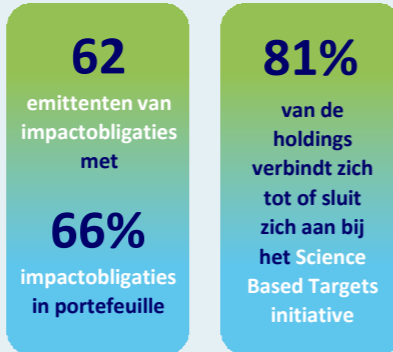 62
emittenten van
impactobligaties
met
66%
impactobligaties
in portefeuille
81%
van de
holdings
verbindt zich
tot of sluit
zich aan bij
het Science
Based Targets
initiative